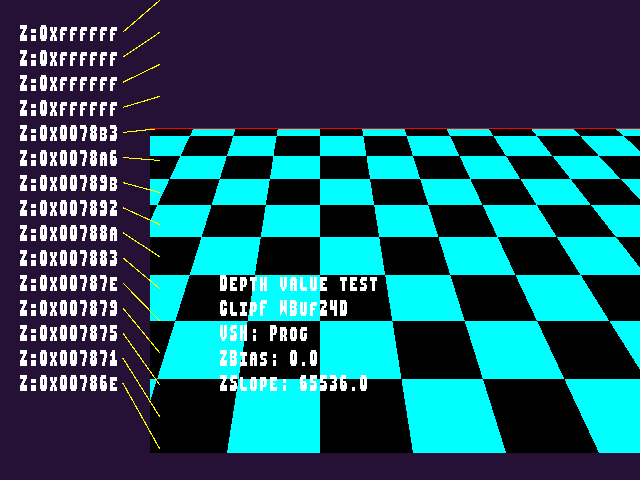 Z:0xffffff
Z:0xffffff
Z:0xffffff
Z:0xffffff
Z:0x0078B3
Z:0x0078A6
Z:0x00789B
Z:0x007892
Z:0x00788A
Z:0x007883
Z:0x00787E
Z:0x007879
Z:0x007875
Z:0x007871
Z:0x00786E
Depth value test
Clipf WBuf24D
VSH: Prog
ZBias: 0.0
ZSlope: 65536.0